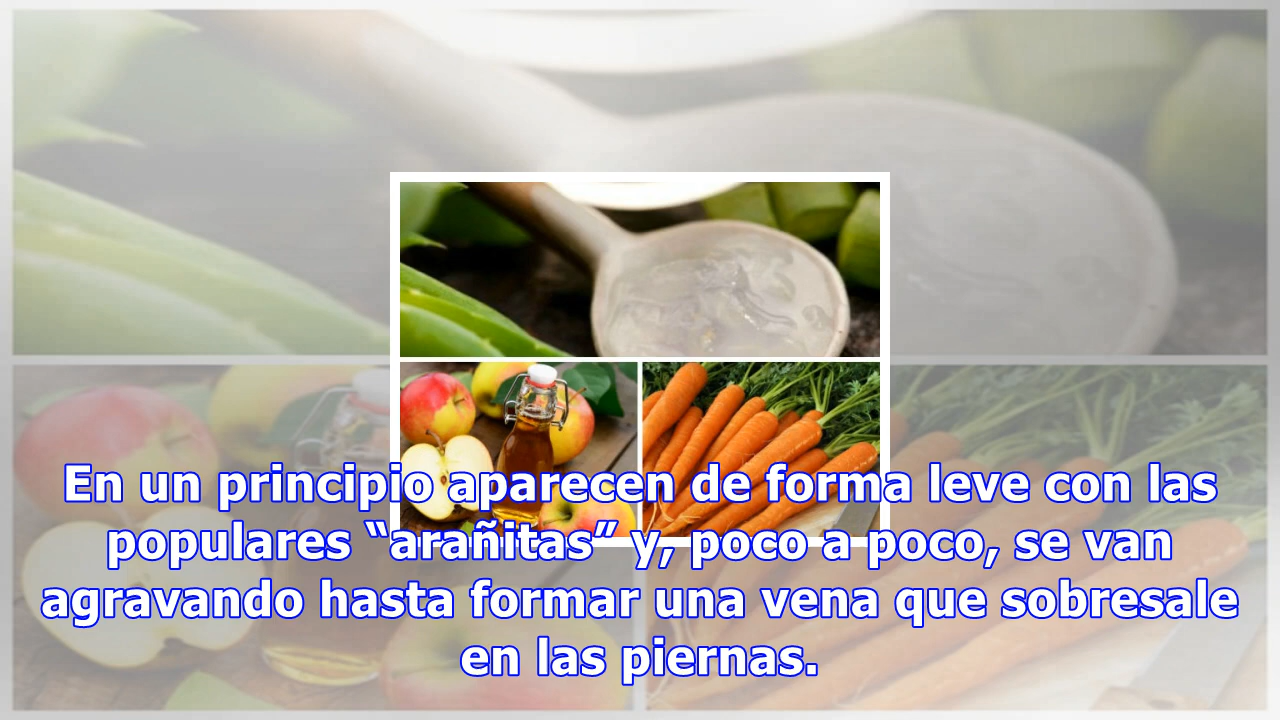 En un principio aparecen de forma leve con las
populares “arañitas” y, poco a poco, se van
agravando hasta formar una vena que sobresale
en las piernas.